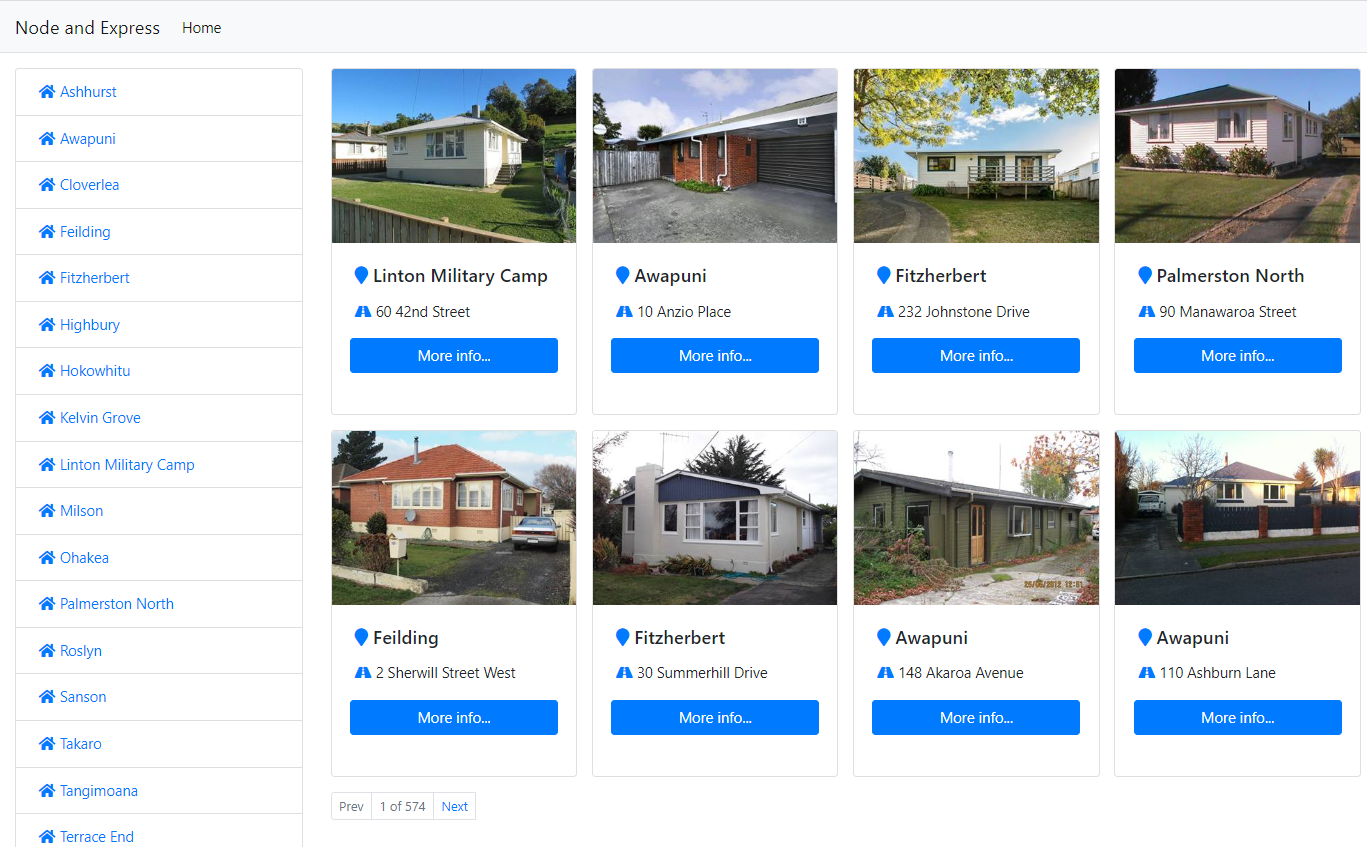 Node and Express Home
Ashhurst
Awapuni
Cloverlea
Feilding
Fitzherbert
Highbury
Hokowhitu
Kelvin Grove
Linton Military Camp
Milson
Ohakea
Palmerston North
Roslyn
Sanson
Takaro
Tangimoana
Terrace End
Linton Military Camp
60 42nd Street
More info...
Awapuni
10 Anzio Place
More info...
Fitzherbert
232 Johnstone Drive
More info...
Palmerston North
90 Manawaroa Street
More info...
Feilding
2 Sherwill Street West
More info...
Fitzherbert
30 Summerhill Drive
More info...
Awapuni
148 Akaroa Avenue
More info...
Awapuni
110 Ashburn Lane
More info...
Prev 1 of 574 Next